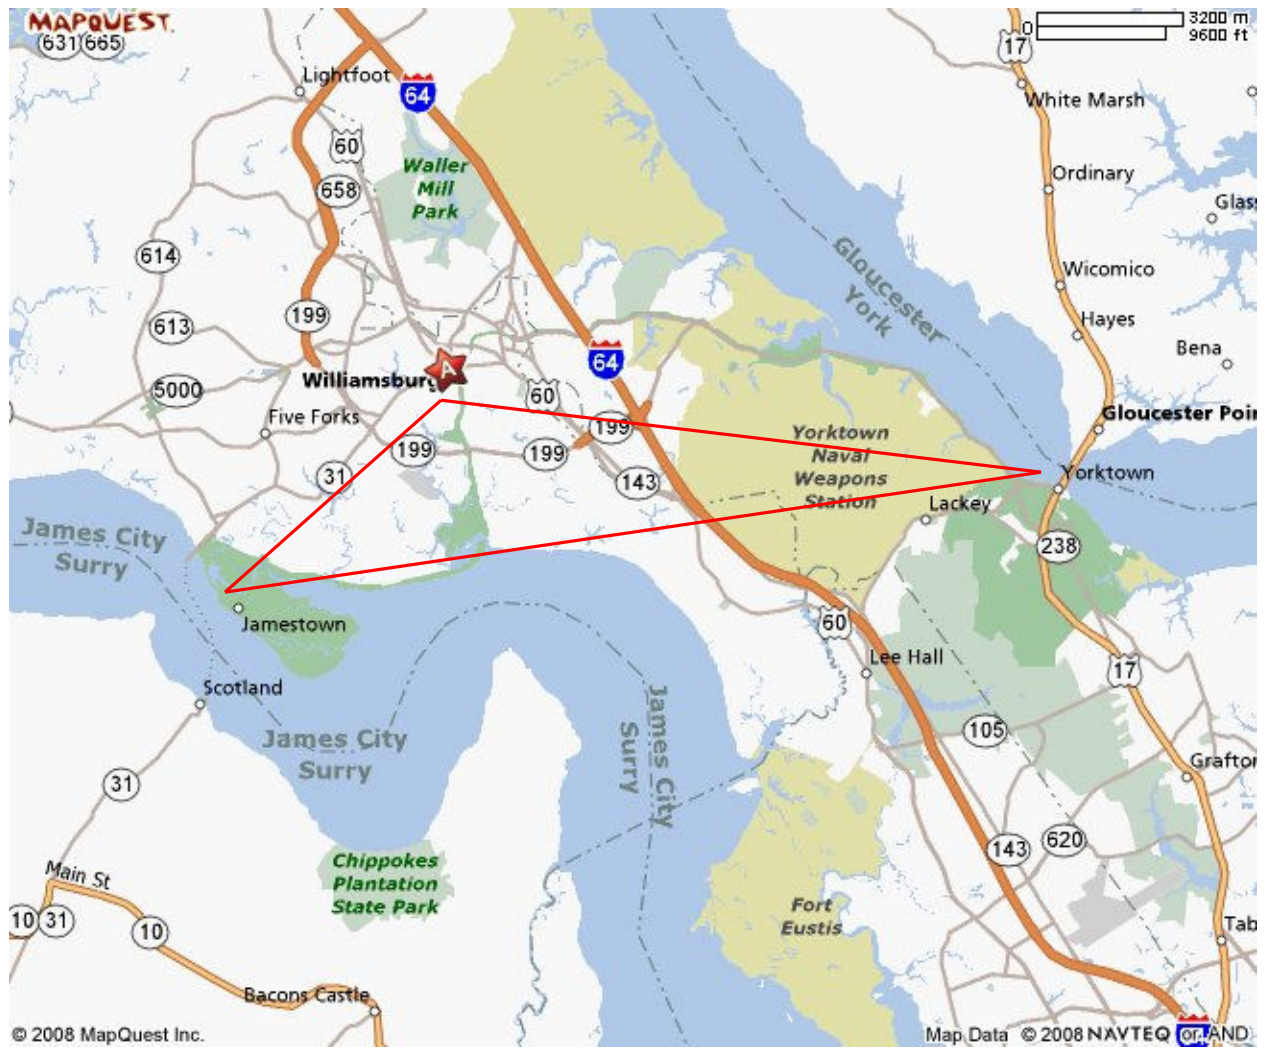 MAPQUEST.
631
665
0
3200 m
9600 ft
17
Lightfoot
64
White Marsh
60
Waller
Mill
Park
658
Ordinary
614
Gloucester
York
Wicomico
199
613
Hayes
64
Bena
A
Williamsburg
5000
60
Five Forks
199
Yorktown
Naval
Weapons
Station
199
199
31
143
Yorktown
Lackey
James City
Surry
238
Jamestown
60
Lee Hall
17
Scotland
James City
Surry
James City
Surry
105
31
Grafton
143
620
Chippokes
Plantation
State Park
Main St
10
31
10
Fort
Eustis
Bacons Castle
© 2008 MapQuest Inc.
Map Data © 2008 NAVTEQ or AND